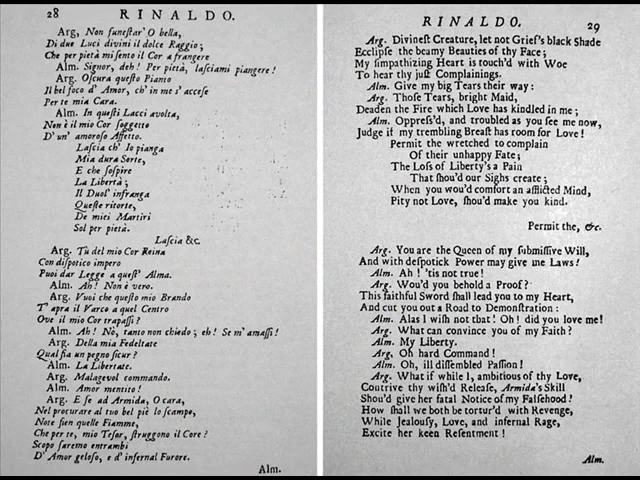 28 RINALDO.
Arg, Non funestar' O bella,
Di due Luci divini il dolce Raggio;
Che per pietà mi sento il Cor a frangere
Alm. Signor, deh! Per pietà, lasciami piangere!
Arg. Oscura questo Pianto
Il bel foco d' Amor, ch' in me s' accese
Per te mia Cara.
Alm. In questi Lacci avolta,
Non è il mio Cor soggetto
D' un' amoroso Affetto.
Lascia ch' Io pianga
Mia dura Sorte,
E che sospire
La Libertà;
Il Duol' infranga
Queste ritorte,
De miei Martiri
Sol per pietà.
Lascia &c.
Arg. Tu del mio Cor Reina
Con dispotico impero
Puoi dar Legge a quest' Alma.
Alm. Ah! Non è vero.
Arg. Vuoi che questo mio Brando
T' apra il Varco a quel Centro
Ove il mio Cor trapassi?
Alm. Ah! Nò, tanto non chiedo; eh! Se m' amassi!
Arg. Della mia Fedeltate
Qual fia un pegno sicur?
Alm. La Libertate.
Arg. Malagevol commando.
Alm. Amor mentito!
Arg. E se ad Armida, O cara,
Nel procurare al tuo bel piè lo scampo,
Note fien quelle Fiamme,
Che per te, mio Tesor, struggono il Core?
Scopo saremo entrambi
D' Amor geloso, e d' infernal Furore.
Alm.
RINALDO. 29
Arg. Divinest Creature, let not Grief's black Shade
Ecclipse the beamy Beauties of thy Face;
My simpathizing Heart is touch'd with Woe
To hear thy just Complainings.
Alm. Give my big Tears their way:
Arg. Those Tears, bright Maid,
Deaden the Fire which Love has kindled in me;
Alm. Oppress'd, and troubled as you see me now,
Judge if my trembling Breast has room for Love!
Permit the wretched to complain
Of their unhappy Fate;
The Loss of Liberty's a Pain
That shou'd our Sighs create;
When you wou'd comfort an afflicted Mind,
Pity not Love, shou'd make you kind.
Permit the, &c.
Arg. You are the Queen of my submissive Will,
And with despotick Power may give me Laws!
Alm. Ah! 'tis not true!
Arg. Wou'd you behold a Proof?
This faithful Sword shall lead you to my Heart,
And cut you out a Road to Demonstration:
Alm. Alas I wish not that! Oh! did you love me!
Arg. What can convince you of my Faith?
Alm. My Liberty.
Arg. Oh hard Command!
Alm. Oh, ill dissembled Passion!
Arg. What if while I, ambitious of thy Love,
Contrive thy wish'd Release, Armida's Skill
Shou'd give her fatal Notice of my Falsehood!
How shall we both be tortur'd with Revenge,
While Jealousy, Love, and infernal Rage,
Excite her keen Resentment!
Alm.